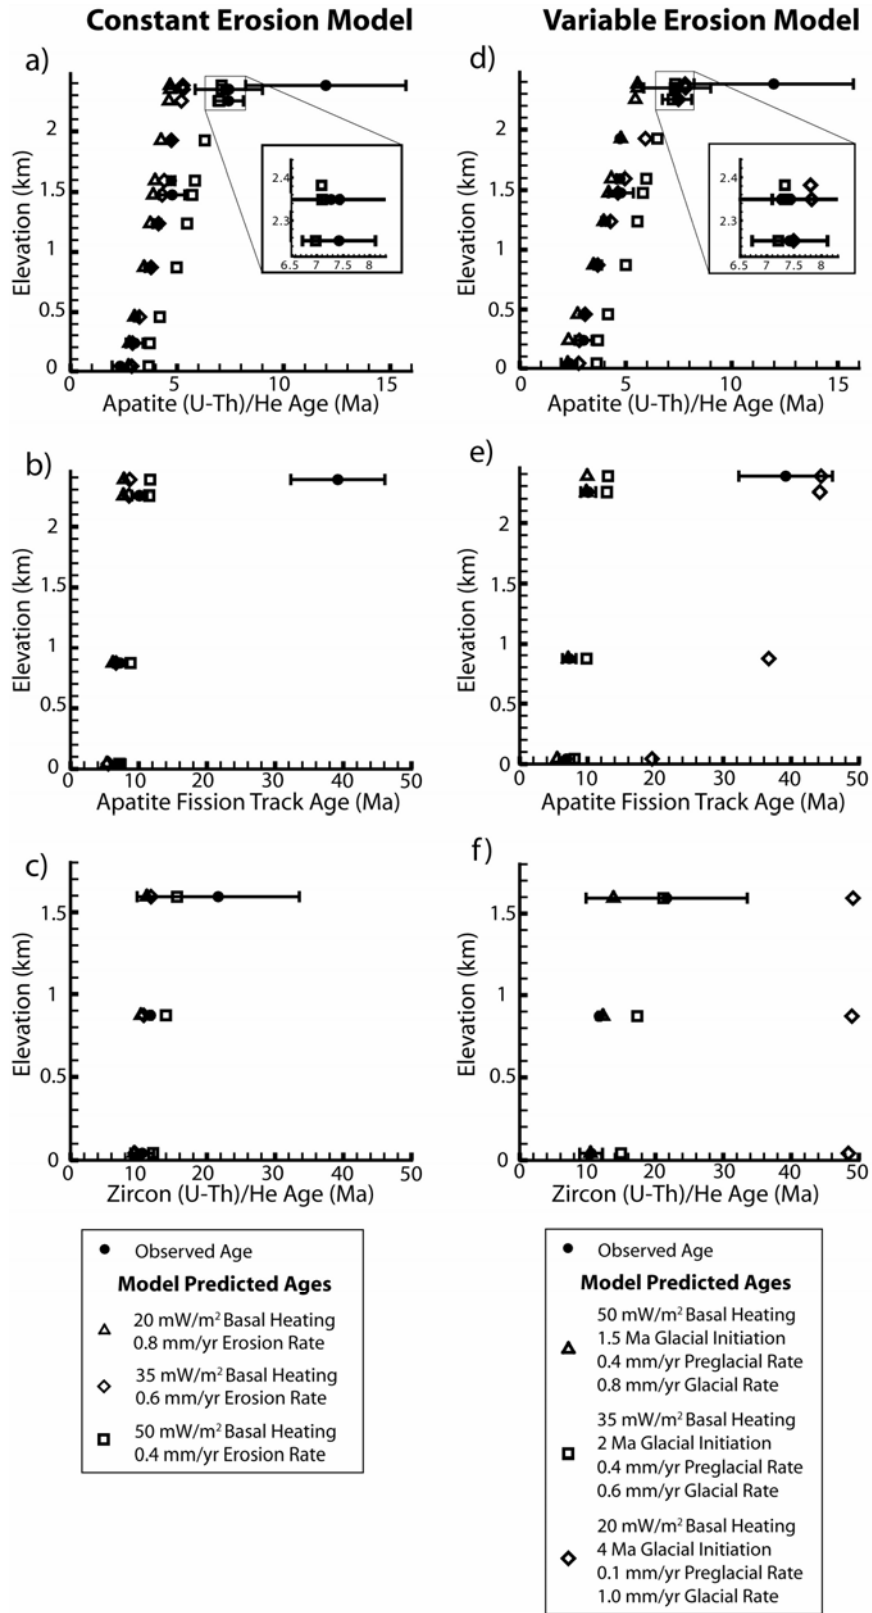 Constant Erosion Model
Variable Erosion Model
a)
Elevation (km)
2
1.5
1
0.5
0
0
5
10
15
Apatite (U-Th)/He Age (Ma)
2.4
2.3
6.5
7
7.5
8
d)
Elevation (km)
2
1.5
1
0.5
0
0
5
10
15
Apatite (U-Th)/He Age (Ma)
2.4
2.3
6.5
7
7.5
8
b)
Elevation (km)
2
1.5
1
0.5
0
0
10
20
30
40
50
Apatite Fission Track Age (Ma)
e)
Elevation (km)
2
1.5
1
0.5
0
0
10
20
30
40
50
Apatite Fission Track Age (Ma)
c)
Elevation (km)
1.5
1
0.5
0
0
10
20
30
40
50
Zircon (U-Th)/He Age (Ma)
f)
Elevation (km)
1.5
1
0.5
0
0
10
20
30
40
50
Zircon (U-Th)/He Age (Ma)
Observed Age
Model Predicted Ages
20 mW/m² Basal Heating
0.8 mm/yr Erosion Rate
35 mW/m² Basal Heating
0.6 mm/yr Erosion Rate
50 mW/m² Basal Heating
0.4 mm/yr Erosion Rate
Observed Age
Model Predicted Ages
50 mW/m² Basal Heating
1.5 Ma Glacial Initiation
0.4 mm/yr Preglacial Rate
0.8 mm/yr Glacial Rate
35 mW/m² Basal Heating
2 Ma Glacial Initiation
0.4 mm/yr Preglacial Rate
0.6 mm/yr Glacial Rate
20 mW/m² Basal Heating
4 Ma Glacial Initiation
0.1 mm/yr Preglacial Rate
1.0 mm/yr Glacial Rate